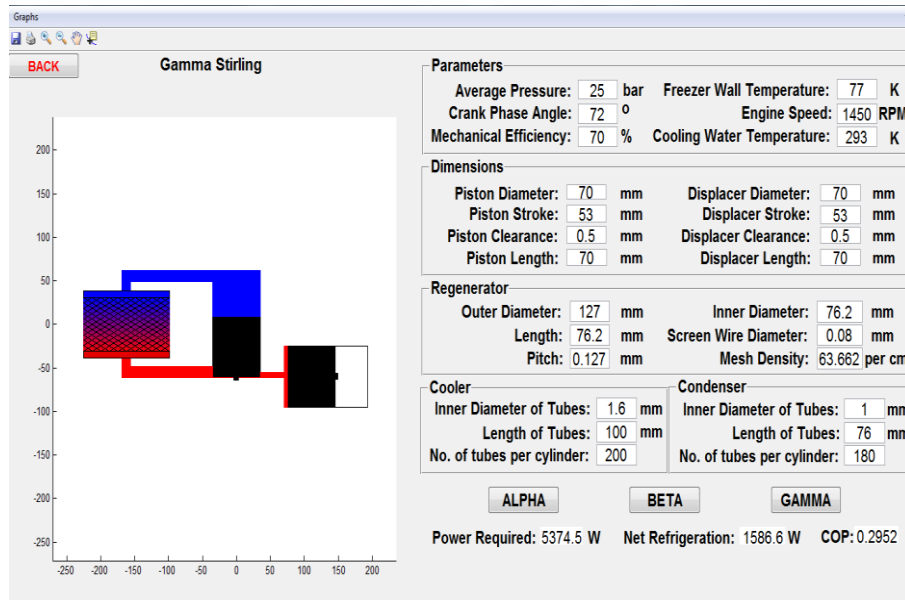 Graphs
BACK
Gamma Stirling
200
150
100
50
0
-50
-100
-150
-200
-250
-250 -200 -150 -100 -50 0 50 100 150 200
Parameters
Average Pressure: 25 bar Freezer Wall Temperature: 77 K
Crank Phase Angle: 72 o Engine Speed: 1450 RPM
Mechanical Efficiency: 70 % Cooling Water Temperature: 293 K
Dimensions
Piston Diameter: 70 mm Displacer Diameter: 70 mm
Piston Stroke: 53 mm Displacer Stroke: 53 mm
Piston Clearance: 0.5 mm Displacer Clearance: 0.5 mm
Piston Length: 70 mm Displacer Length: 70 mm
Regenerator
Outer Diameter: 127 mm Inner Diameter: 76.2 mm
Length: 76.2 mm Screen Wire Diameter: 0.08 mm
Pitch: 0.127 mm Mesh Density: 63.662 per cm
Cooler
Inner Diameter of Tubes: 1.6 mm
Length of Tubes: 100 mm
No. of tubes per cylinder: 200
Condenser
Inner Diameter of Tubes: 1 mm
Length of Tubes: 76 mm
No. of tubes per cylinder: 180
ALPHA BETA GAMMA
Power Required: 5374.5 W Net Refrigeration: 1586.6 W COP: 0.2952